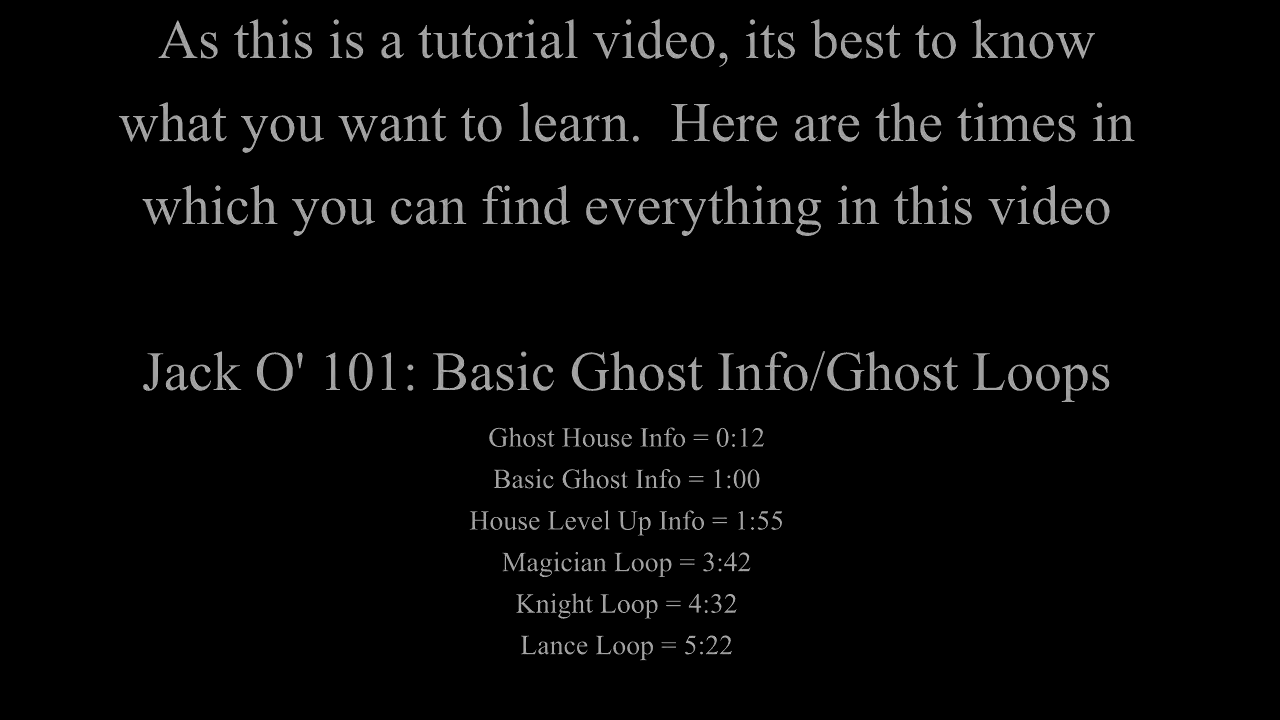 As this is a tutorial video, its best to know
what you want to learn.  Here are the times in
which you can find everything in this video
Jack O' 101: Basic Ghost Info/Ghost Loops
Ghost House Info = 0:12
Basic Ghost Info = 1:00
House Level Up Info = 1:55
Magician Loop = 3:42
Knight Loop = 4:32
Lance Loop = 5:22